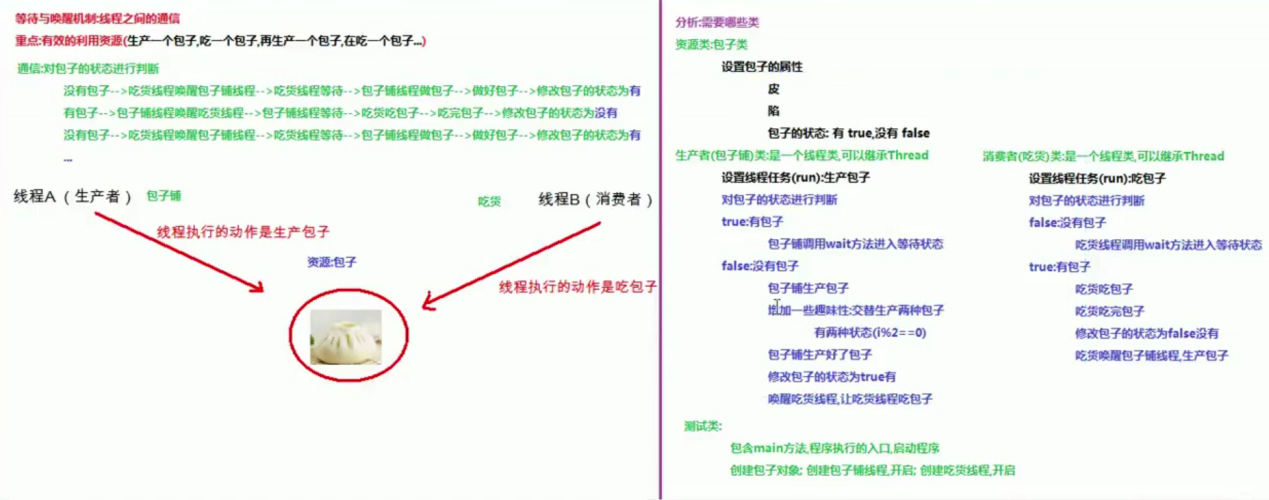 等待与唤醒机制:线程之间的通信
重点:有效的利用资源(生产一个包子,吃一个包子,再生产一个包子,在吃一个包子...)
通信:对包子的状态进行判断
没有包子-->吃货线程唤醒包子铺线程-->吃货线程等待-->包子铺线程做包子-->做好包子-->修改包子的状态为有
有包子-->包子铺线程唤醒吃货线程-->包子铺线程等待-->吃货吃包子-->吃完包子-->修改包子的状态为没有
没有包子-->吃货线程唤醒包子铺线程-->吃货线程等待-->包子铺线程做包子-->做好包子-->修改包子的状态为有
...
线程A（生产者） 包子铺
吃货 线程B（消费者）
线程执行的动作是生产包子
资源:包子
线程执行的动作是吃包子
分析:需要哪些类
资源类:包子类
设置包子的属性
皮
陷
包子的状态: 有 true,没有 false
生产者(包子铺)类:是一个线程类,可以继承Thread
设置线程任务(run):生产包子
对包子的状态进行判断
true:有包子
包子铺调用wait方法进入等待状态
false:没有包子
包子铺生产包子
增加一些趣味性:交替生产两种包子
有两种状态(i%2==0)
包子铺生产好了包子
修改包子的状态为true有
唤醒吃货线程,让吃货线程吃包子
消费者(吃货)类:是一个线程类,可以继承Thread
设置线程任务(run):吃包子
对包子的状态进行判断
false:没有包子
吃货线程调用wait方法进入等待状态
true:有包子
吃货吃包子
吃货吃完包子
修改包子的状态为false没有
吃货唤醒包子铺线程,生产包子
测试类:
包含main方法,程序执行的入口,启动程序
创建包子对象; 创建包子铺线程,开启; 创建吃货线程,开启